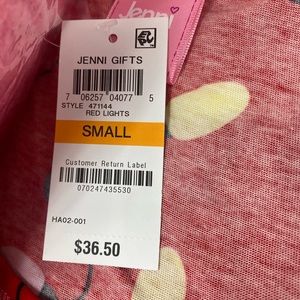 jenni
JENNI GIFTS
7 06257 04077 5
STYLE 471144
RED LIGHTS
SMALL
Customer Return Label
070247435530
HA02-001
$36.50